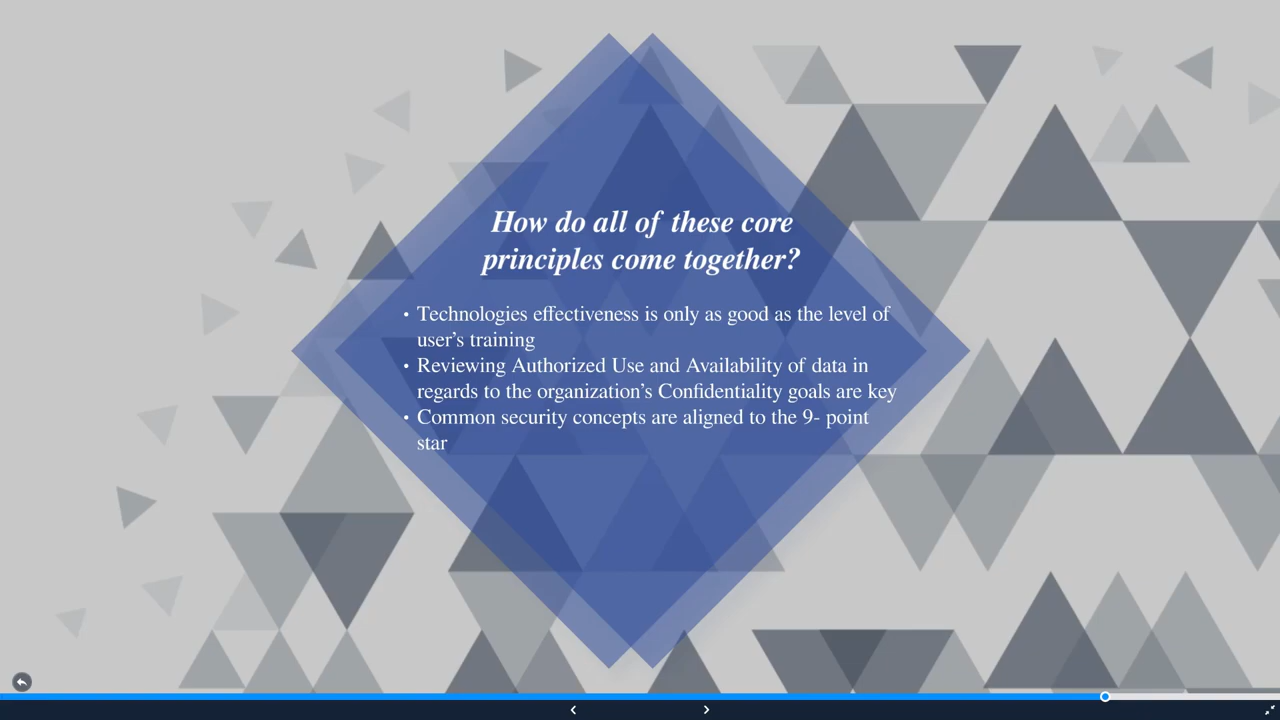 How do all of these core
principles come together?
• Technologies effectiveness is only as good as the level of
user’s training
• Reviewing Authorized Use and Availability of data in
regards to the organization’s Confidentiality goals are key
• Common security concepts are aligned to the 9- point
star